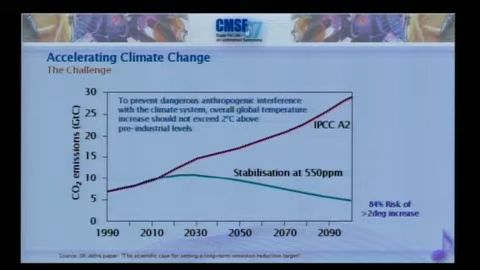 CMSE 07
Accelerating Climate Change
The Challenge
30
25
20
15
10
5
0
CO2 emissions (GtC)
To prevent dangerous anthropogenic interference
with the climate system, overall global temperature
increase should not exceed 2°C above
pre-industrial levels
IPCC A2
Stabilisation at 550ppm
1990
2010
2030
2050
2070
2090
84% Risk of
>2deg increase